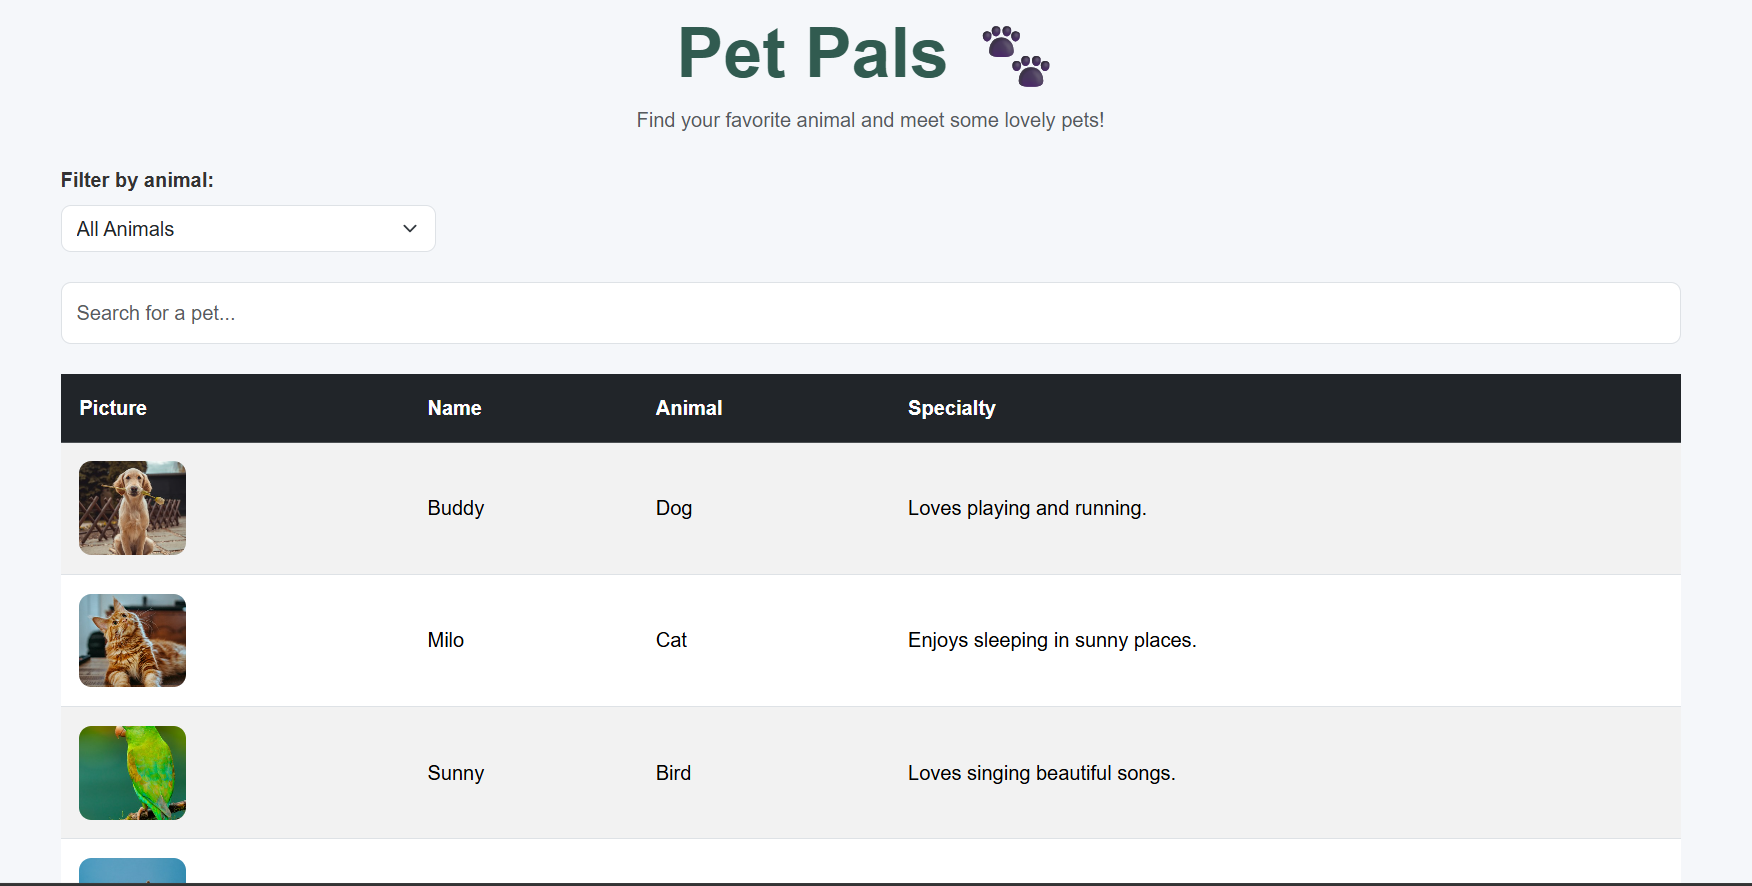 Pet Pals 🐾
Find your favorite animal and meet some lovely pets!
Filter by animal:
All Animals
Search for a pet...
Picture Name Animal Specialty
Buddy Dog Loves playing and running.
Milo Cat Enjoys sleeping in sunny places.
Sunny Bird Loves singing beautiful songs.